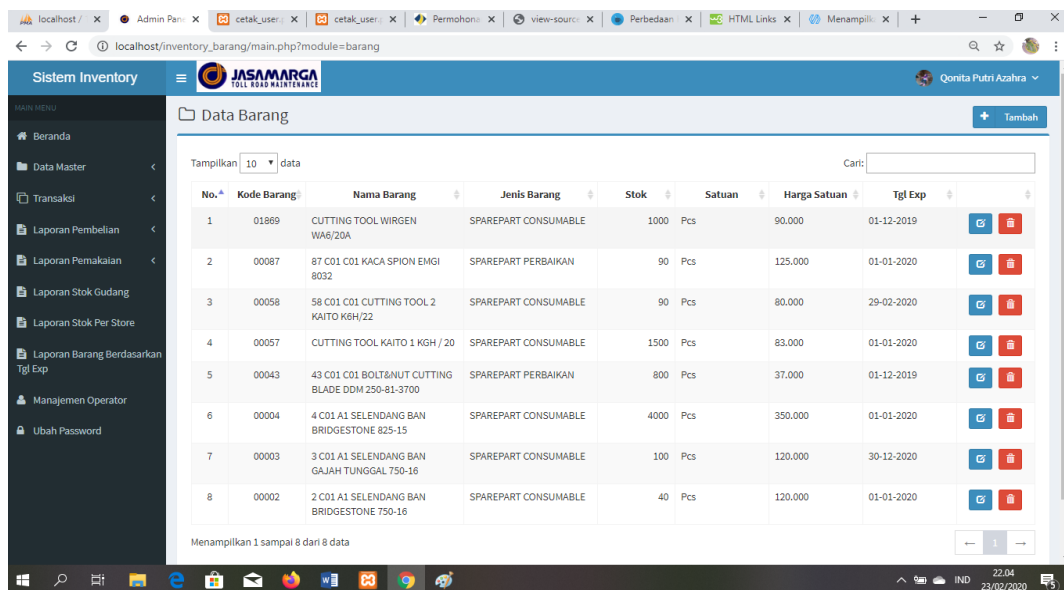 localhost /
Admin Pane
cetak_user.
cetak_user.
Permohona
view-source
Perbedaan
HTML Links
Menampilk
localhost/inventory_barang/main.php?module=barang
Sistem Inventory
JASAMARGA
TOLL ROAD MAINTENANCE
Qonita Putri Azahra
MAIN MENU
Beranda
Data Master
Transaksi
Laporan Pembelian
Laporan Pemakaian
Laporan Stok Gudang
Laporan Stok Per Store
Laporan Barang Berdasarkan
Tgl Exp
Manajemen Operator
Ubah Password
Data Barang
+ Tambah
Tampilkan 10 data
Cari:
No. Kode Barang Nama Barang Jenis Barang Stok Satuan Harga Satuan Tgl Exp
1 01869 CUTTING TOOL WIRGEN SPAREPART CONSUMABLE 1000 Pcs 90.000 01-12-2019
WA6/20A
2 00087 87 C01 C01 KACA SPION EMGI SPAREPART PERBAIKAN 90 Pcs 125.000 01-01-2020
8032
3 00058 58 C01 C01 CUTTING TOOL 2 SPAREPART CONSUMABLE 90 Pcs 80.000 29-02-2020
KAITO K6H/22
4 00057 CUTTING TOOL KAITO 1 KGH / 20 SPAREPART CONSUMABLE 1500 Pcs 83.000 01-01-2020
5 00043 43 C01 C01 BOLT&NUT CUTTING SPAREPART PERBAIKAN 800 Pcs 37.000 01-12-2019
BLADE DDM 250-81-3700
6 00004 4 C01 A1 SELENDANG BAN SPAREPART CONSUMABLE 4000 Pcs 350.000 01-01-2020
BRIDGESTONE 825-15
7 00003 3 C01 A1 SELENDANG BAN SPAREPART CONSUMABLE 100 Pcs 120.000 30-12-2020
GAJAH TUNGGAL 750-16
8 00002 2 C01 A1 SELENDANG BAN SPAREPART CONSUMABLE 40 Pcs 120.000 01-01-2020
BRIDGESTONE 750-16
Menampilkan 1 sampai 8 dari 8 data
← 1 →
IND
22.04
23/02/2020
5